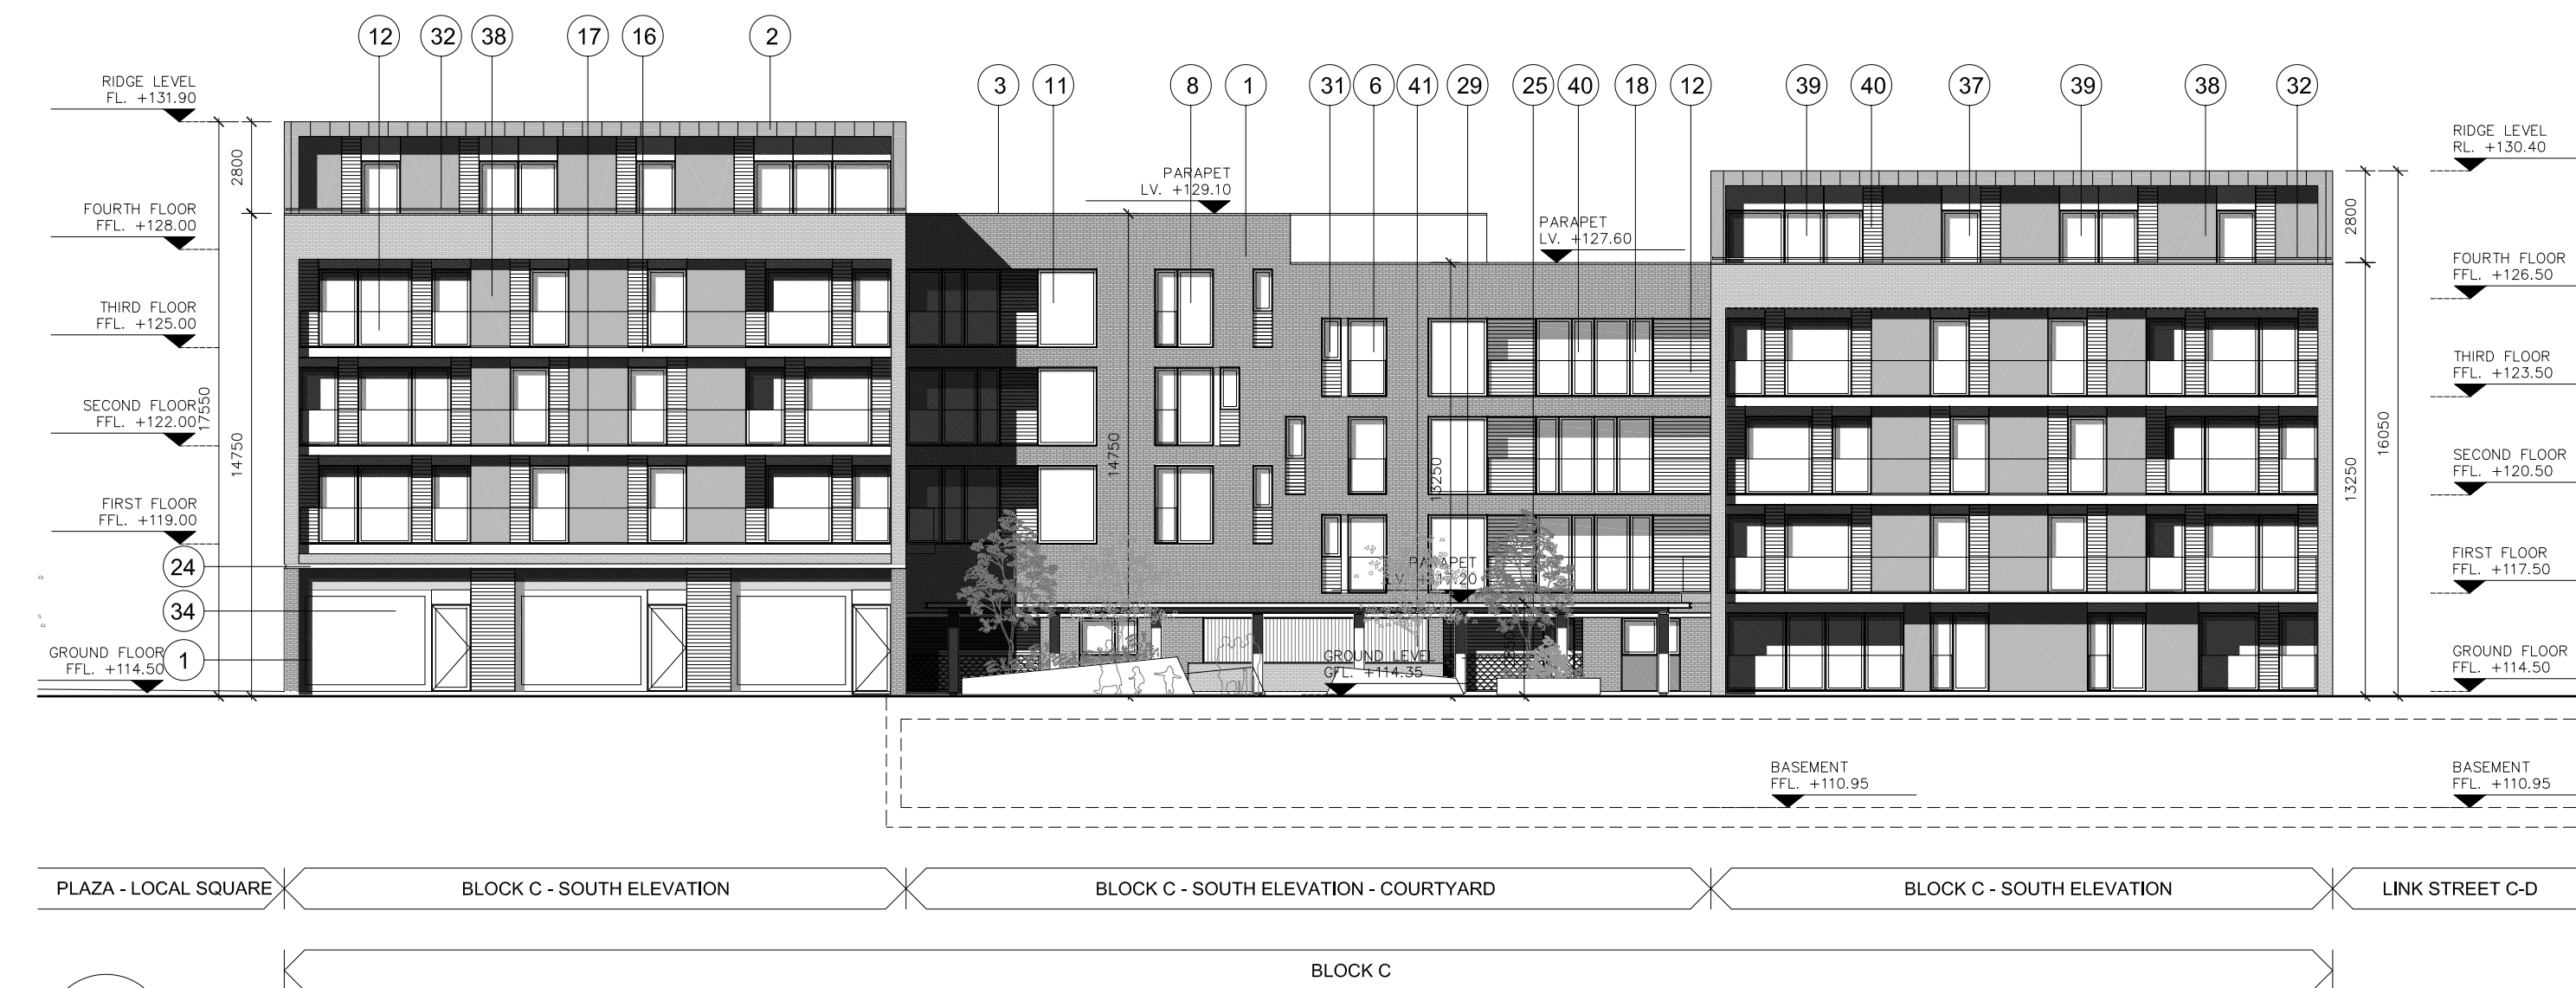 12 32 38 17 16 2
3 11 8 1 31 6 41 29 25 40 18 12 39 40 37 39 38 32
RIDGE LEVEL
FL. +131.90
FOURTH FLOOR
FFL. +128.00
THIRD FLOOR
FFL. +125.00
SECOND FLOOR
FFL. +122.00
FIRST FLOOR
FFL. +119.00
24
34
1
GROUND FLOOR
FFL. +114.50
17550
2800
14750
PARAPET
LV. +129.10
PARAPET
LV. +127.60
14750
13250
PARAPET
GROUND LEVEL
GFL. +114.35
2800
13250
16050
RIDGE LEVEL
RL. +130.40
FOURTH FLOOR
FFL. +126.50
THIRD FLOOR
FFL. +123.50
SECOND FLOOR
FFL. +120.50
FIRST FLOOR
FFL. +117.50
GROUND FLOOR
FFL. +114.50
BASEMENT
FFL. +110.95
BASEMENT
FFL. +110.95
PLAZA - LOCAL SQUARE
BLOCK C - SOUTH ELEVATION
BLOCK C - SOUTH ELEVATION - COURTYARD
BLOCK C - SOUTH ELEVATION
LINK STREET C-D
BLOCK C